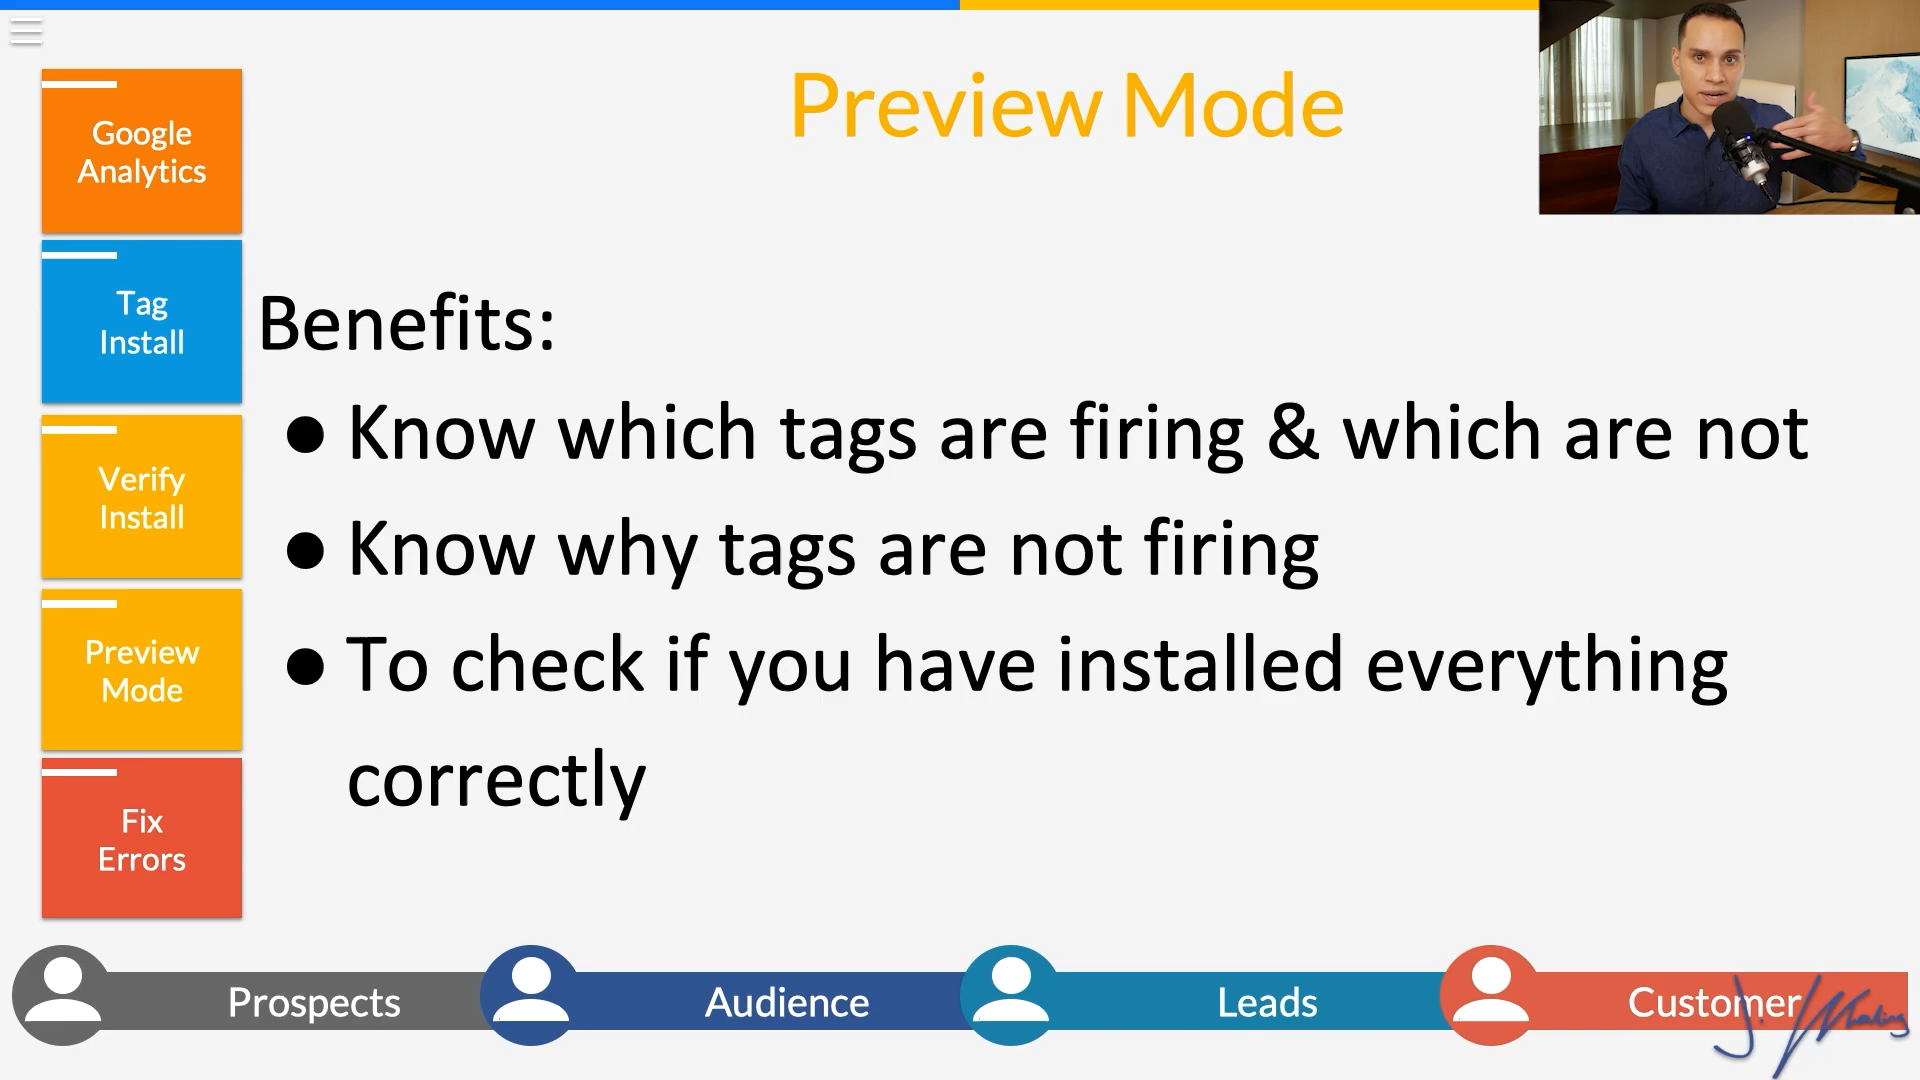 Preview Mode
Google
Analytics
Tag
Install
Verify
Install
Preview
Mode
Fix
Errors
Benefits:
● Know which tags are firing & which are not
● Know why tags are not firing
● To check if you have installed everything
correctly
Prospects
Audience
Leads
Customer